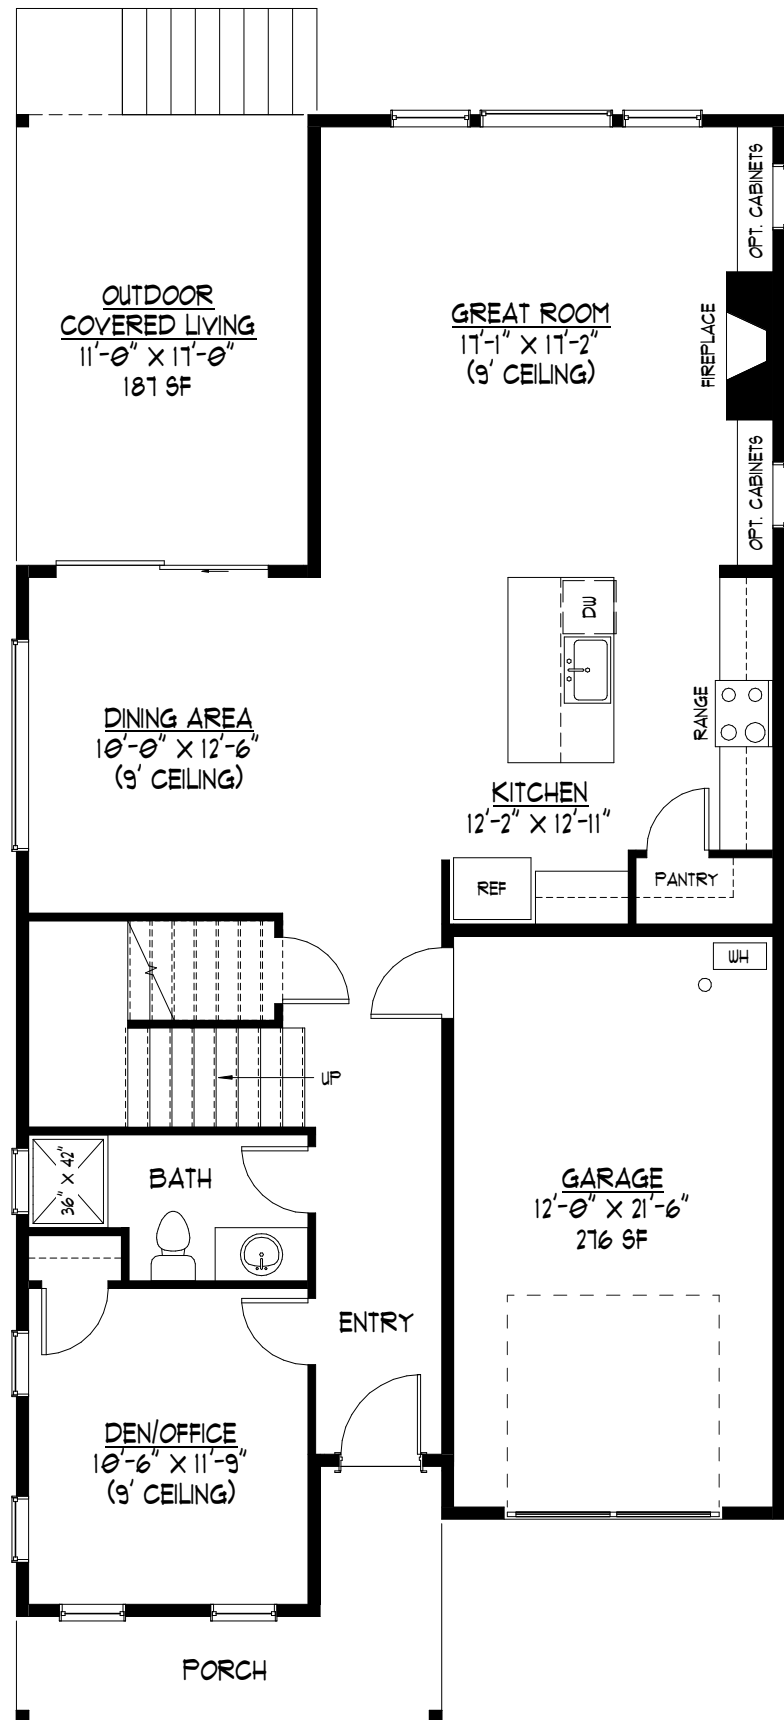 OPT. CABINETS
OUTDOOR
COVERED LIVING
11'-0" X 17'-0"
187 SF
GREAT ROOM
17'-1" X 17'-2"
(9' CEILING)
FIREPLACE
OPT. CABINETS
DW
DINING AREA
10'-0" X 12'-6"
(9' CEILING)
RANGE
KITCHEN
12'-2" X 12'-11"
REF
PANTRY
WH
UP
36" X 42"
BATH
GARAGE
12'-0" X 21'-6"
276 SF
ENTRY
DEN/OFFICE
10'-6" X 11'-9"
(9' CEILING)
PORCH